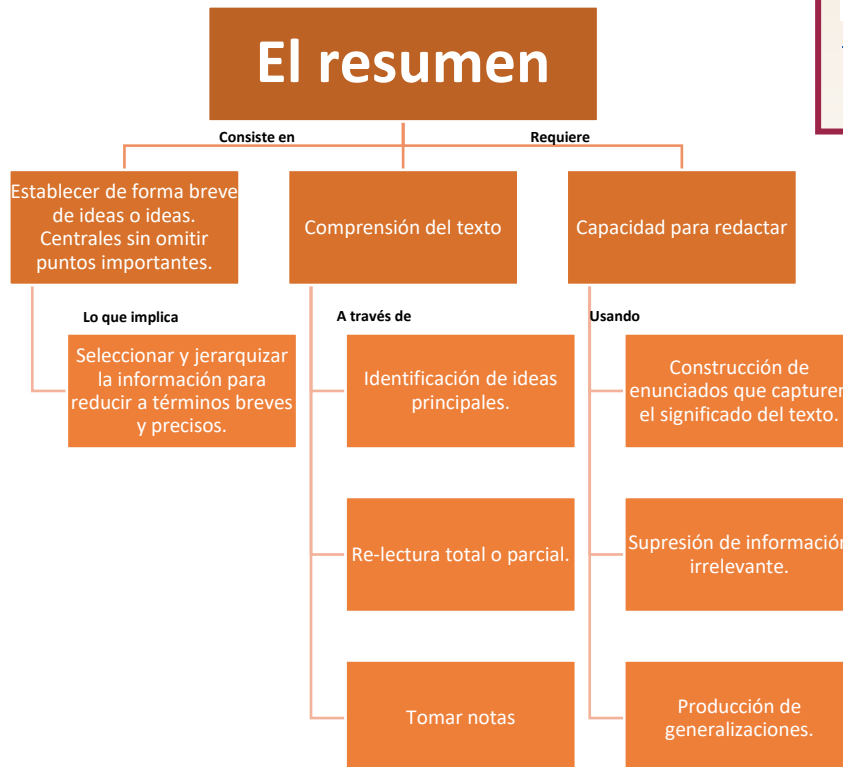 El resumen
Consiste en
Requiere
Establecer de forma breve
de ideas o ideas.
Centrales sin omitir
puntos importantes.
Comprensión del texto
Capacidad para redactar
Lo que implica
A través de
Usando
Seleccionar y jerarquizar
la información para
reducir a términos breves
y precisos.
Identificación de ideas
principales.
Construcción de
enunciados que capturen
el significado del texto.
Re-lectura total o parcial.
Supresión de información
irrelevante.
Tomar notas
Producción de
generalizaciones.